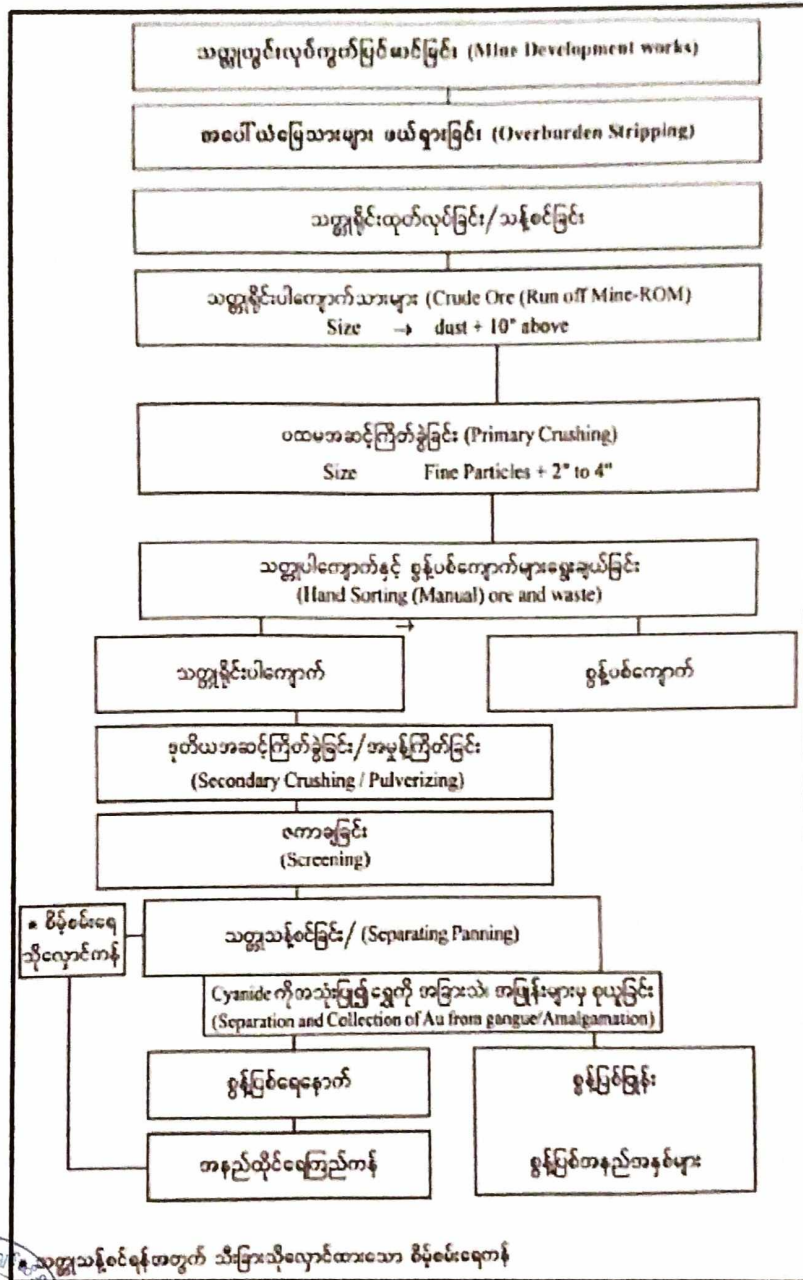 သတ္တုတွင်းလုပ်ကွက်ပြင်ဆင်ခြင်း (Mine Development works)
အပေါ်ယံမြေသားများ ဖယ်ရှားခြင်း (Overburden Stripping)
သတ္တုရိုင်းထုတ်လုပ်ခြင်း/သန့်စင်ခြင်း
သတ္တုရိုင်းပါကျောက်သားများ (Crude Ore (Run off Mine-ROM)
Size → dust + 10" above
ပထမအဆင့်ကြိတ်ခွဲခြင်း (Primary Crushing)
Size Fine Particles + 2" to 4"
သတ္တုပါကျောက်နှင့် စွန့်ပစ်ကျောက်များရွေးချယ်ခြင်း
(Hand Sorting (Manual) ore and waste)
→
သတ္တုရိုင်းပါကျောက်
စွန့်ပစ်ကျောက်
ဒုတိယအဆင့်ကြိတ်ခွဲခြင်း/အမှုန့်ကြိတ်ခြင်း
(Secondary Crushing / Pulverizing)
ဇကာချခြင်း
(Screening)
* စိမ့်စမ်းရေ
သိုလှောင်ကန်
သတ္တုသန့်စင်ခြင်း/ (Separating Panning)
Cyanide ကိုအသုံးပြု၍ရွှေကို အခြားသဲ၊ အဖြုန်းများမှ စုယူခြင်း
(Separation and Collection of Au from gangue/Amalgamation)
စွန့်ပြစ်ရေနောက်
စွန့်ပြစ်ဖြုန်း
အနည်ထိုင်ရေကြည်ကန်
စွန့်ပြစ်အနည်အနှစ်များ
* သတ္တုသန့်စင်ရန်အတွက် သီးခြားသိုလှောင်ထားသော စိမ့်စမ်းရေကန်